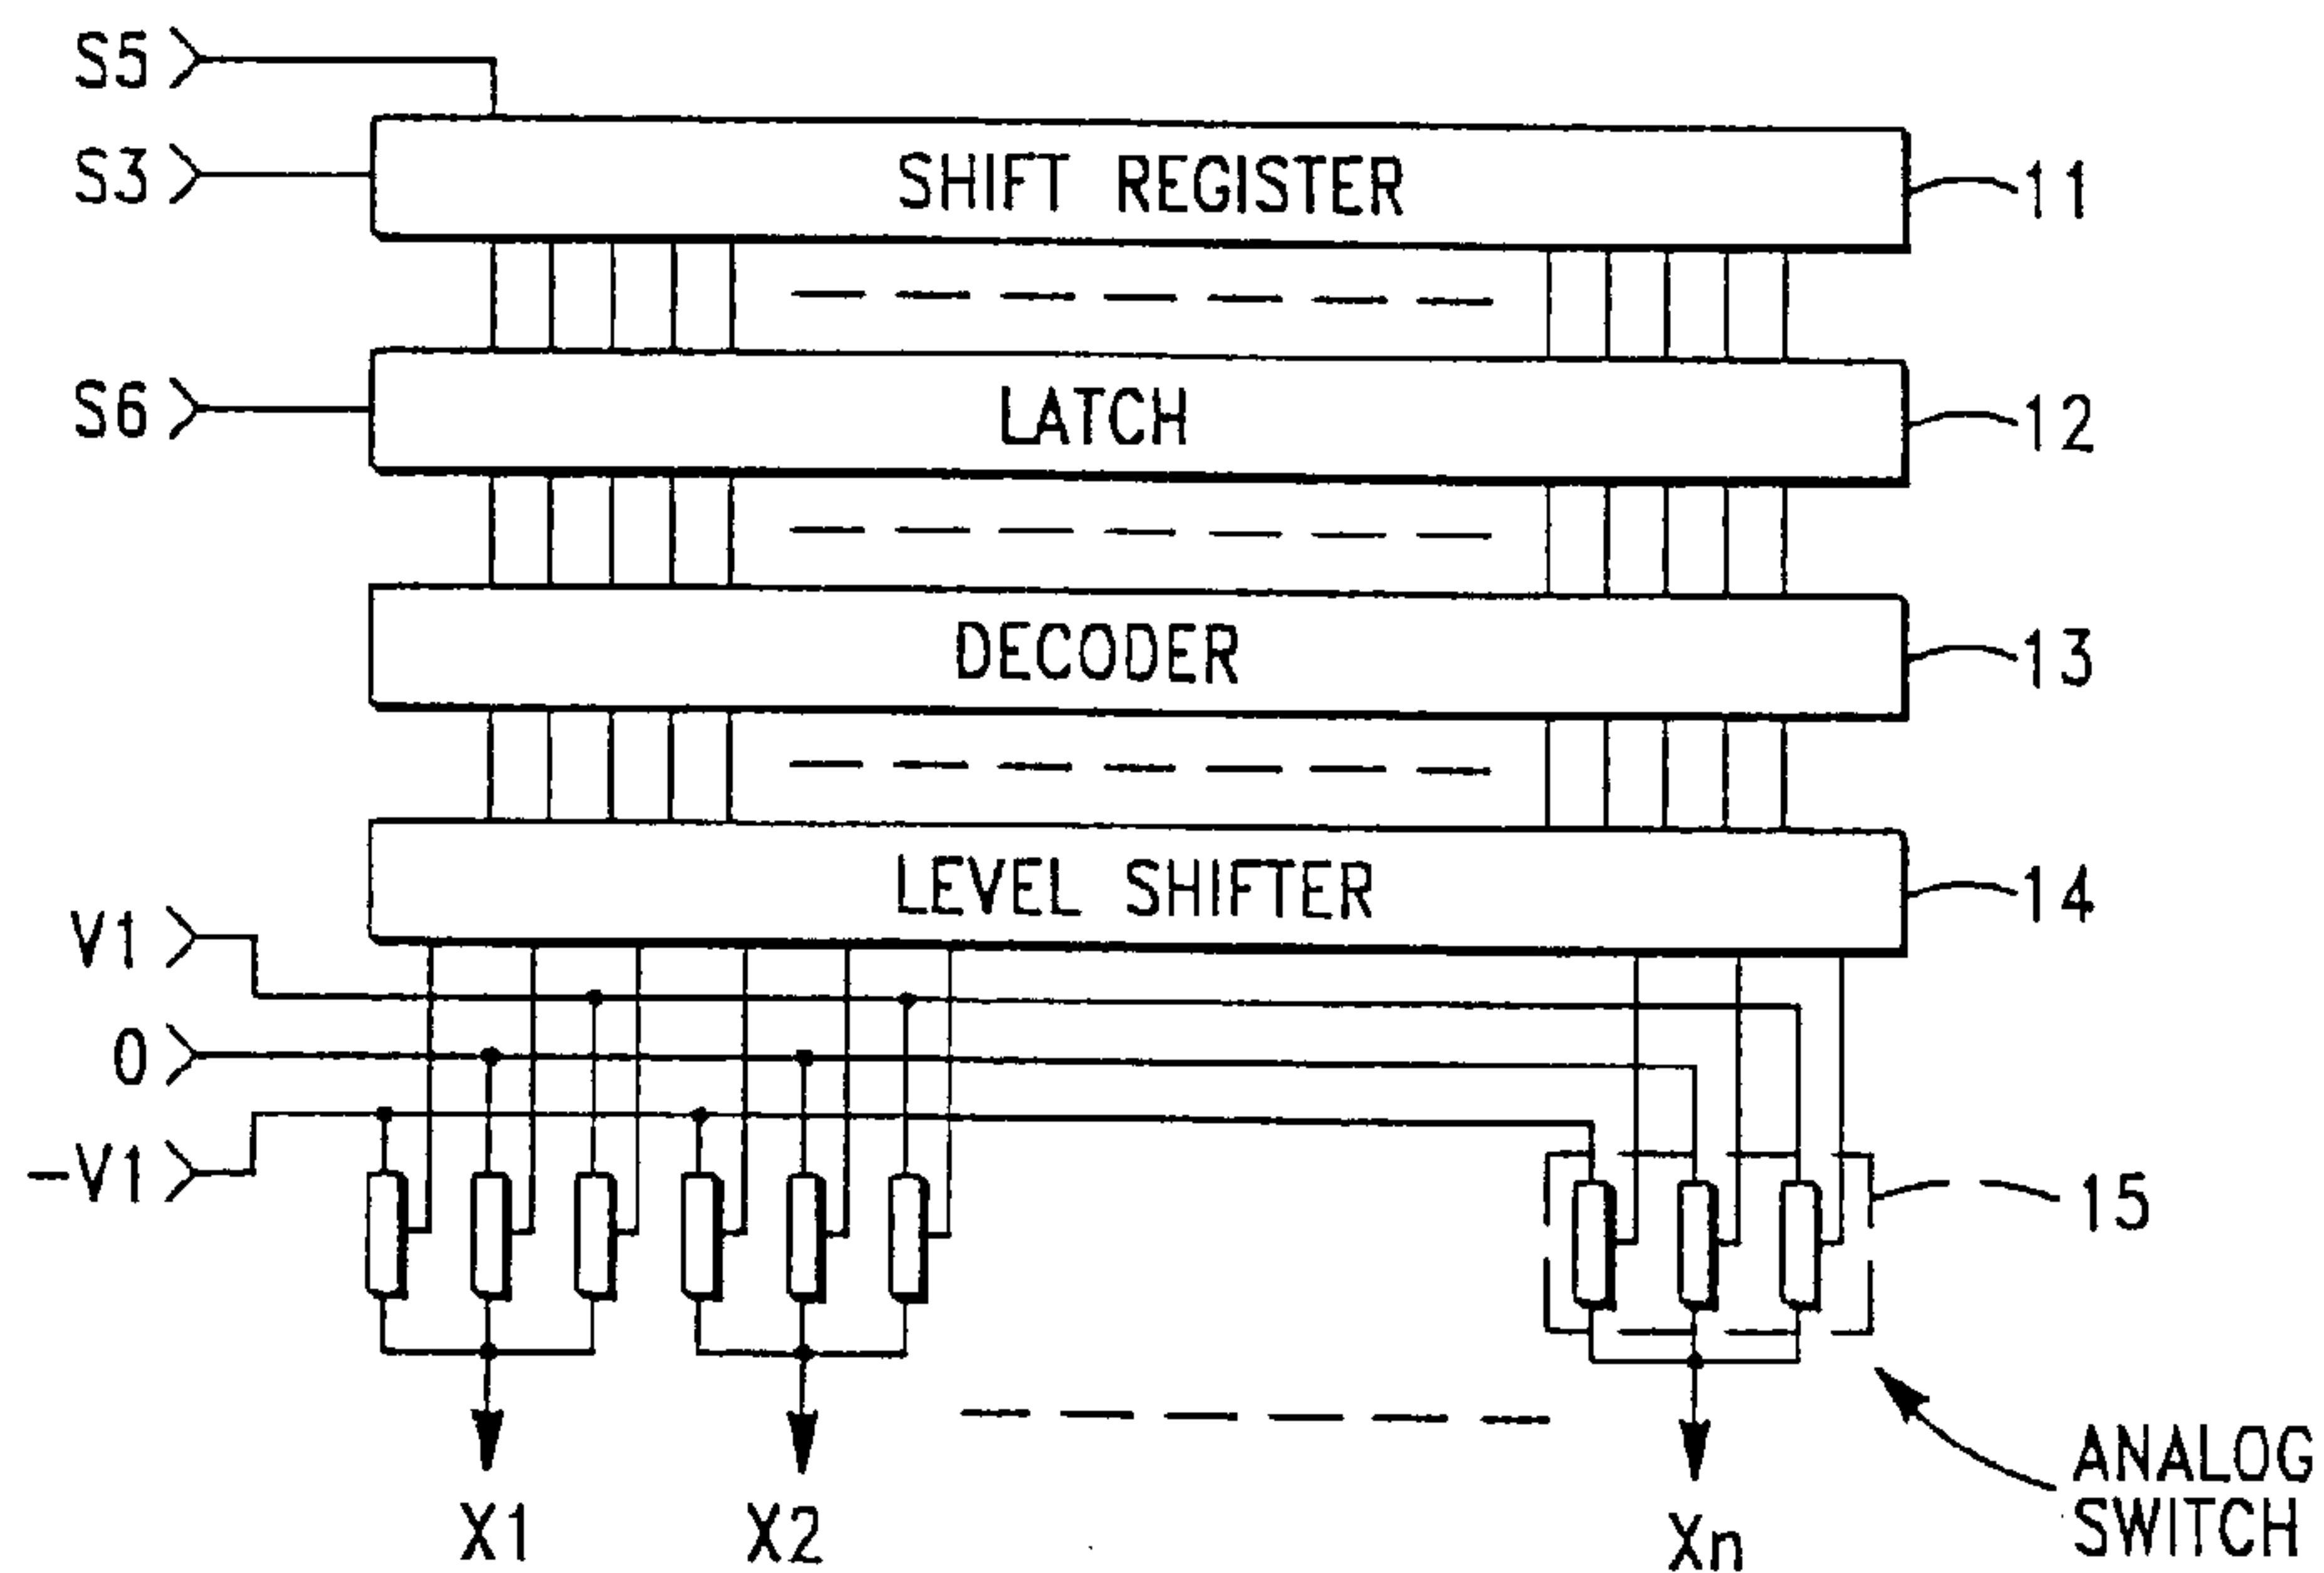 S5
S3
SHIFT REGISTER
11
S6
LATCH
12
DECODER
13
LEVEL SHIFTER
14
V1
0
-V1
15
X1
X2
Xn
ANALOG
SWITCH